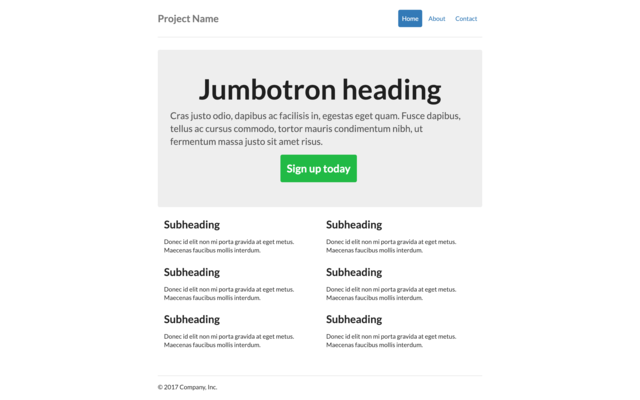 Project Name
Home About Contact
Jumbotron heading
Cras justo odio, dapibus ac facilisis in, egestas eget quam. Fusce dapibus,
tellus ac cursus commodo, tortor mauris condimentum nibh, ut
fermentum massa justo sit amet risus.
Sign up today
Subheading
Donec id elit non mi porta gravida at eget metus.
Maecenas faucibus mollis interdum.
Subheading
Donec id elit non mi porta gravida at eget metus.
Maecenas faucibus mollis interdum.
Subheading
Donec id elit non mi porta gravida at eget metus.
Maecenas faucibus mollis interdum.
Subheading
Donec id elit non mi porta gravida at eget metus.
Maecenas faucibus mollis interdum.
Subheading
Donec id elit non mi porta gravida at eget metus.
Maecenas faucibus mollis interdum.
Subheading
Donec id elit non mi porta gravida at eget metus.
Maecenas faucibus mollis interdum.
© 2017 Company, Inc.